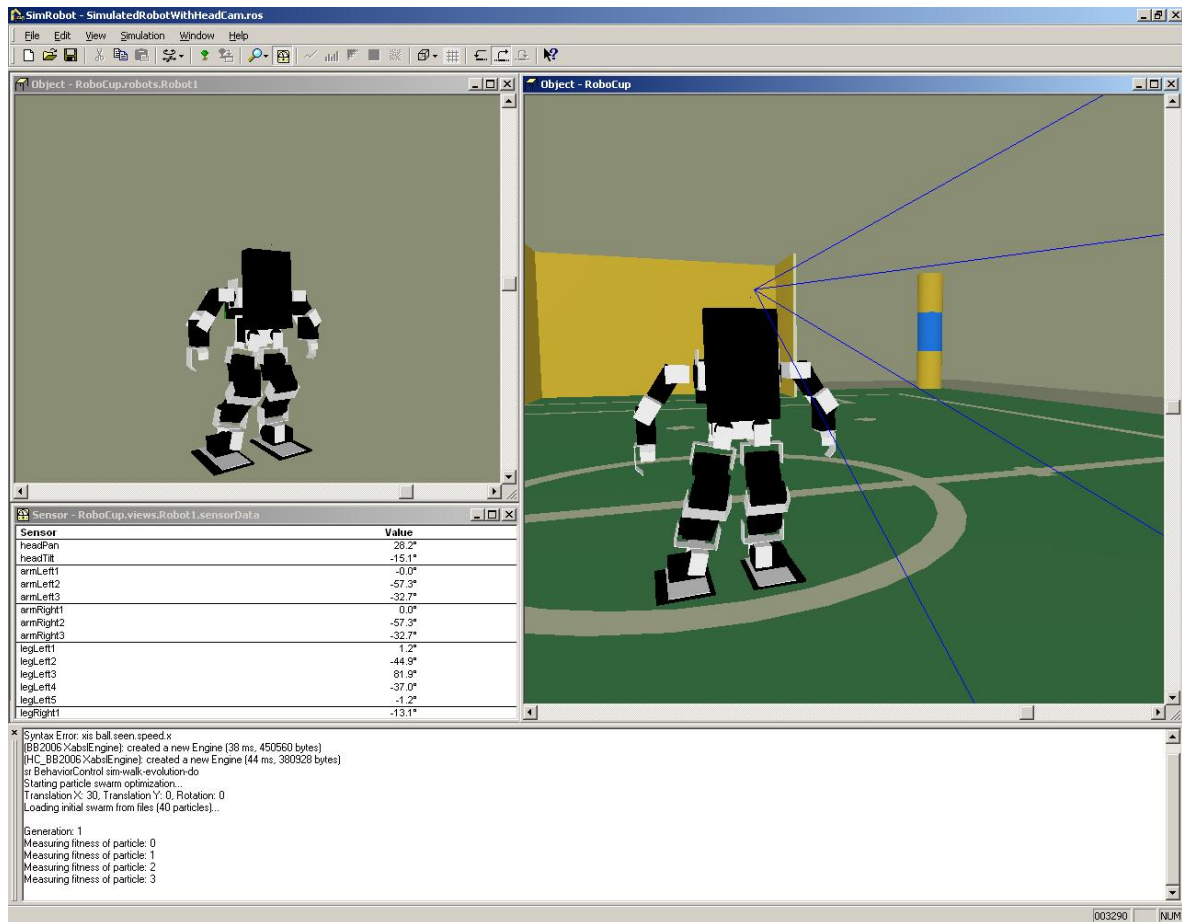 SimRobot - SimulatedRobotWithHeadCam.ros
File Edit View Simulation Window Help
Object - RoboCup.robots.Robot1
Object - RoboCup
Sensor - RoboCup.views.Robot1.sensorData
Sensor Value
headPan 28.2°
headTilt -15.1°
armLeft1 -0.0°
armLeft2 -57.3°
armLeft3 -32.7°
armRight1 0.0°
armRight2 -57.3°
armRight3 -32.7°
legLeft1 1.2°
legLeft2 -44.9°
legLeft3 81.9°
legLeft4 -37.0°
legLeft5 -1.2°
legRight1 -13.1°
Syntax Error: xis ball.seen.speed.x
(BB2006 XabslEngine): created a new Engine (38 ms, 450560 bytes)
(HC_BB2006 XabslEngine): created a new Engine (44 ms, 380928 bytes)
sr BehaviorControl sim-walk-evolution-do
Starting particle swarm optimization...
Translation X: 30, Translation Y: 0, Rotation: 0
Loading initial swarm from files (40 particles)...
Generation: 1
Measuring fitness of particle: 0
Measuring fitness of particle: 1
Measuring fitness of particle: 2
Measuring fitness of particle: 3
003290 NUM